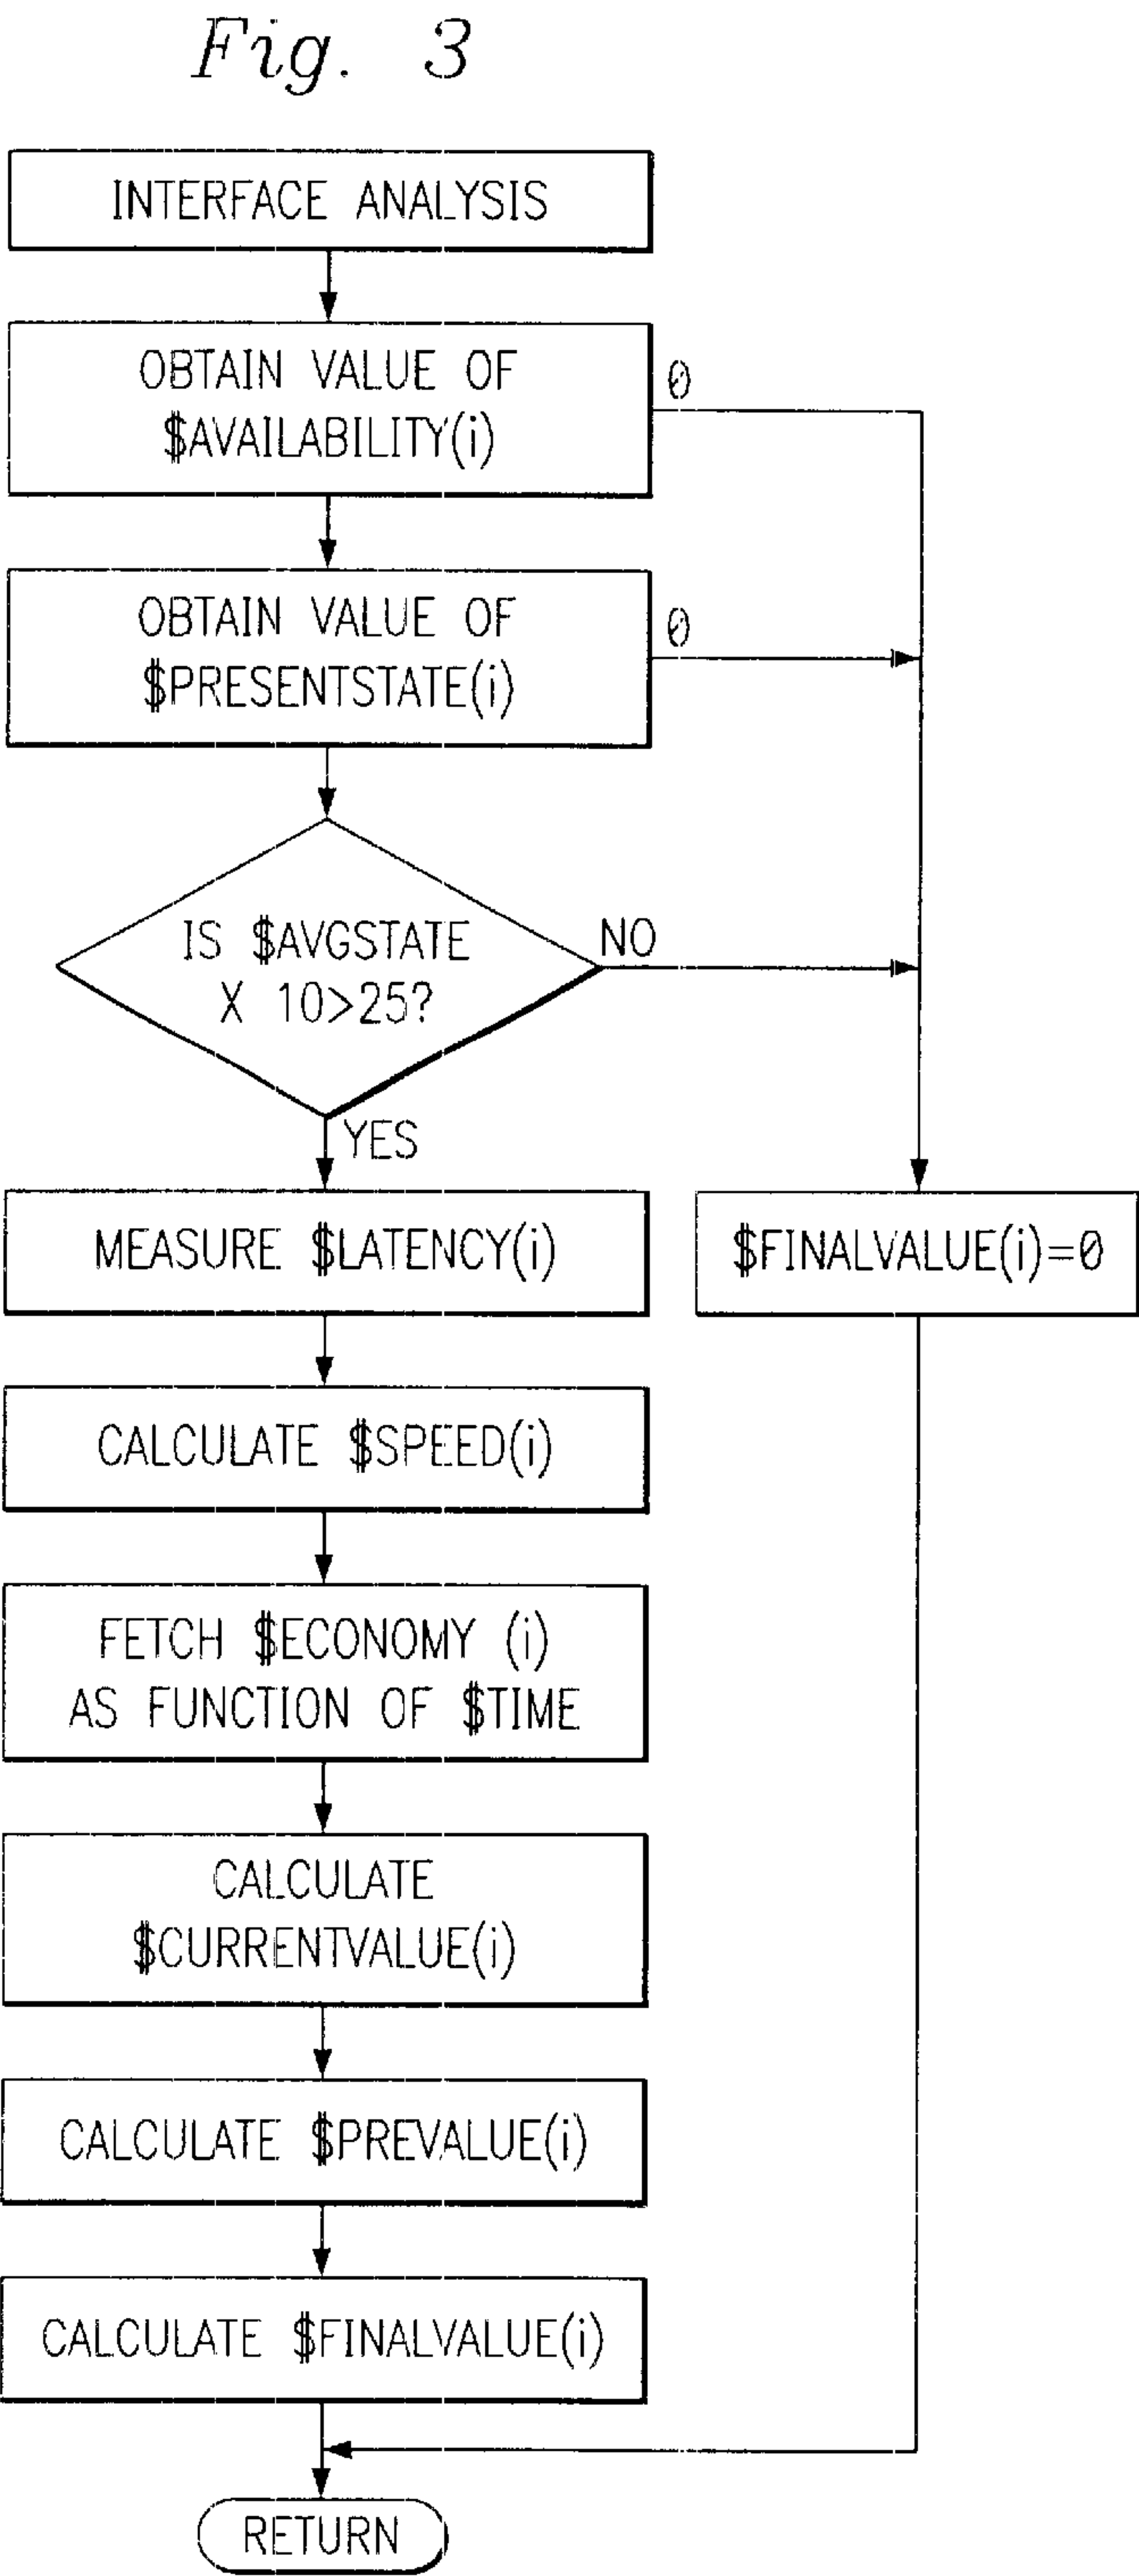 Fig. 3
INTERFACE ANALYSIS
OBTAIN VALUE OF
$AVAILABILITY(i)
0
OBTAIN VALUE OF
$PRESENTSTATE(i)
0
IS $AVGSTATE
X 10>25?
NO
YES
MEASURE $LATENCY(i)
$FINALVALUE(i)=0
CALCULATE $SPEED(i)
FETCH $ECONOMY (i)
AS FUNCTION OF $TIME
CALCULATE
$CURRENTVALUE(i)
CALCULATE $PREVALUE(i)
CALCULATE $FINALVALUE(i)
RETURN